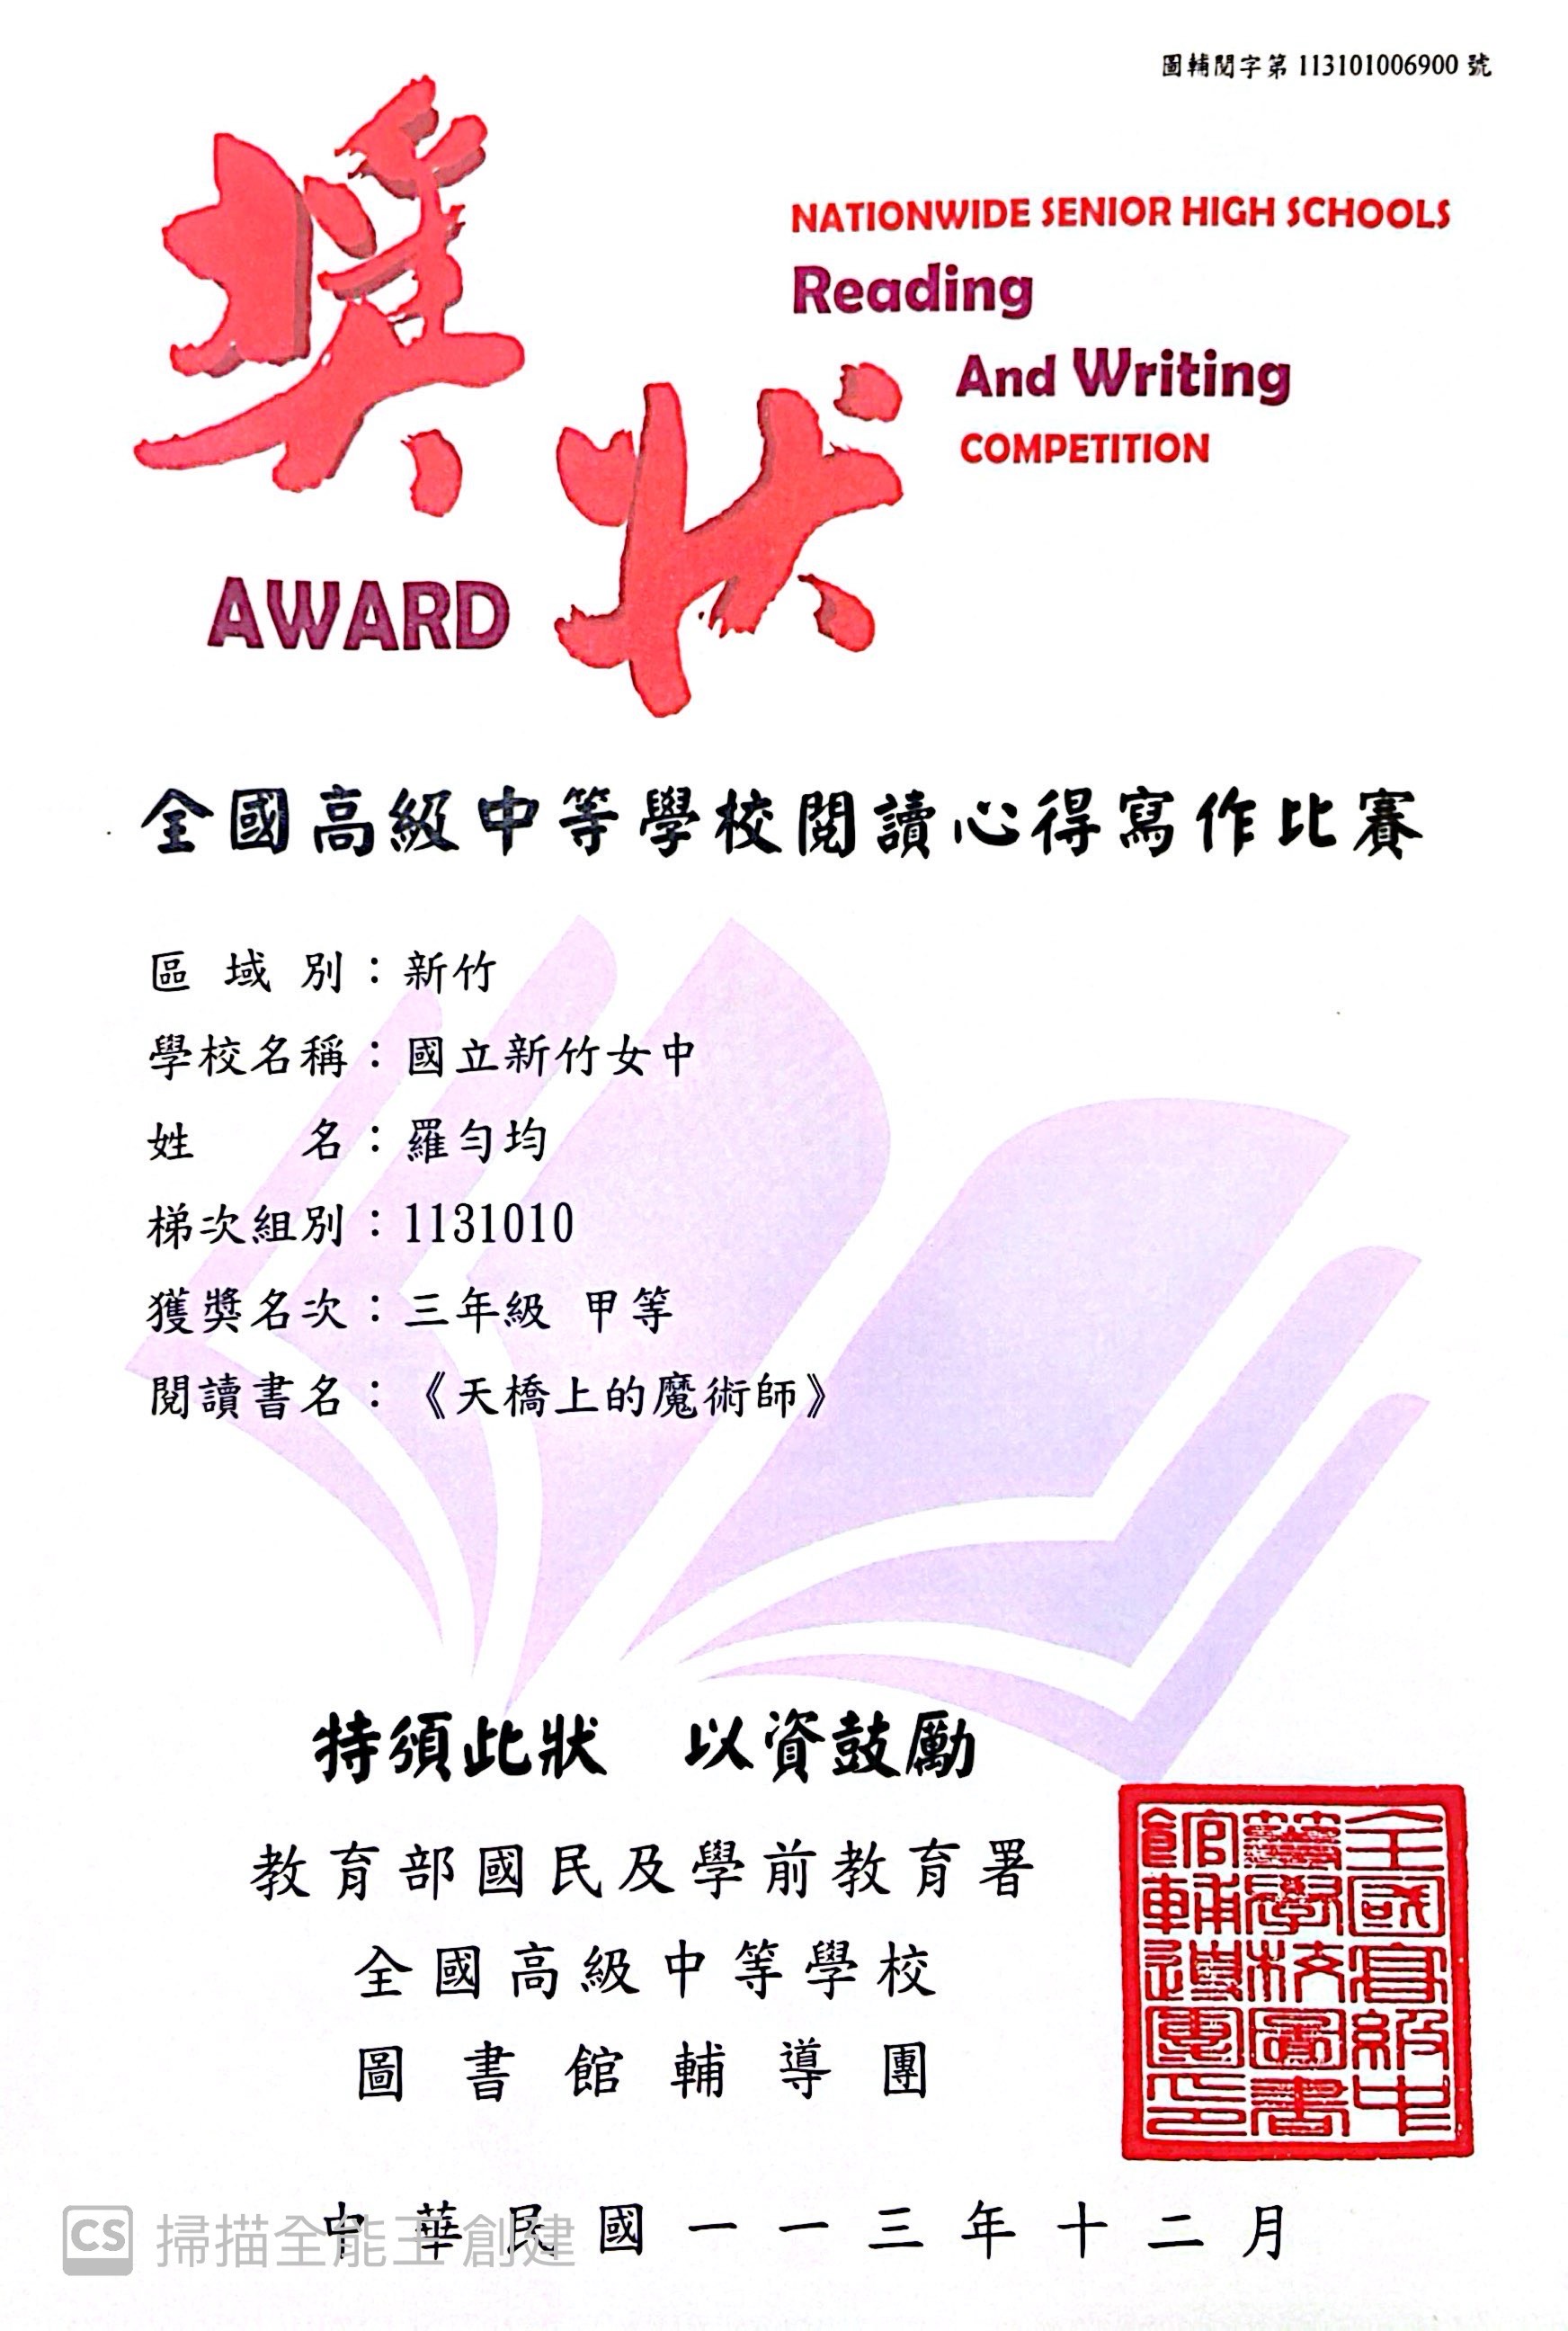 圖輔閱字第 113101006900 號
獎狀
AWARD
NATIONWIDE SENIOR HIGH SCHOOLS
Reading
And Writing
COMPETITION
全國高級中等學校閱讀心得寫作比賽
區域別：新竹
學校名稱：國立新竹女中
姓名：羅勻均
梯次組別：1131010
獲獎名次：三年級 甲等
閱讀書名：《天橋上的魔術師》
特頒此狀 以資鼓勵
教育部國民及學前教育署
全國高級中等學校
圖書館輔導團
全國高級中
等學校圖書
館輔導團印
中華民國一一三年十二月
CS 掃描全能王 創建